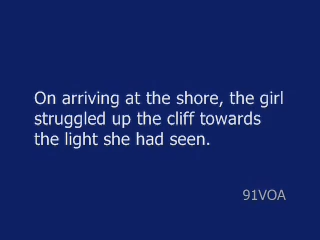 On arriving at the shore, the girl
struggled up the cliff towards
the light she had seen.
91VOA